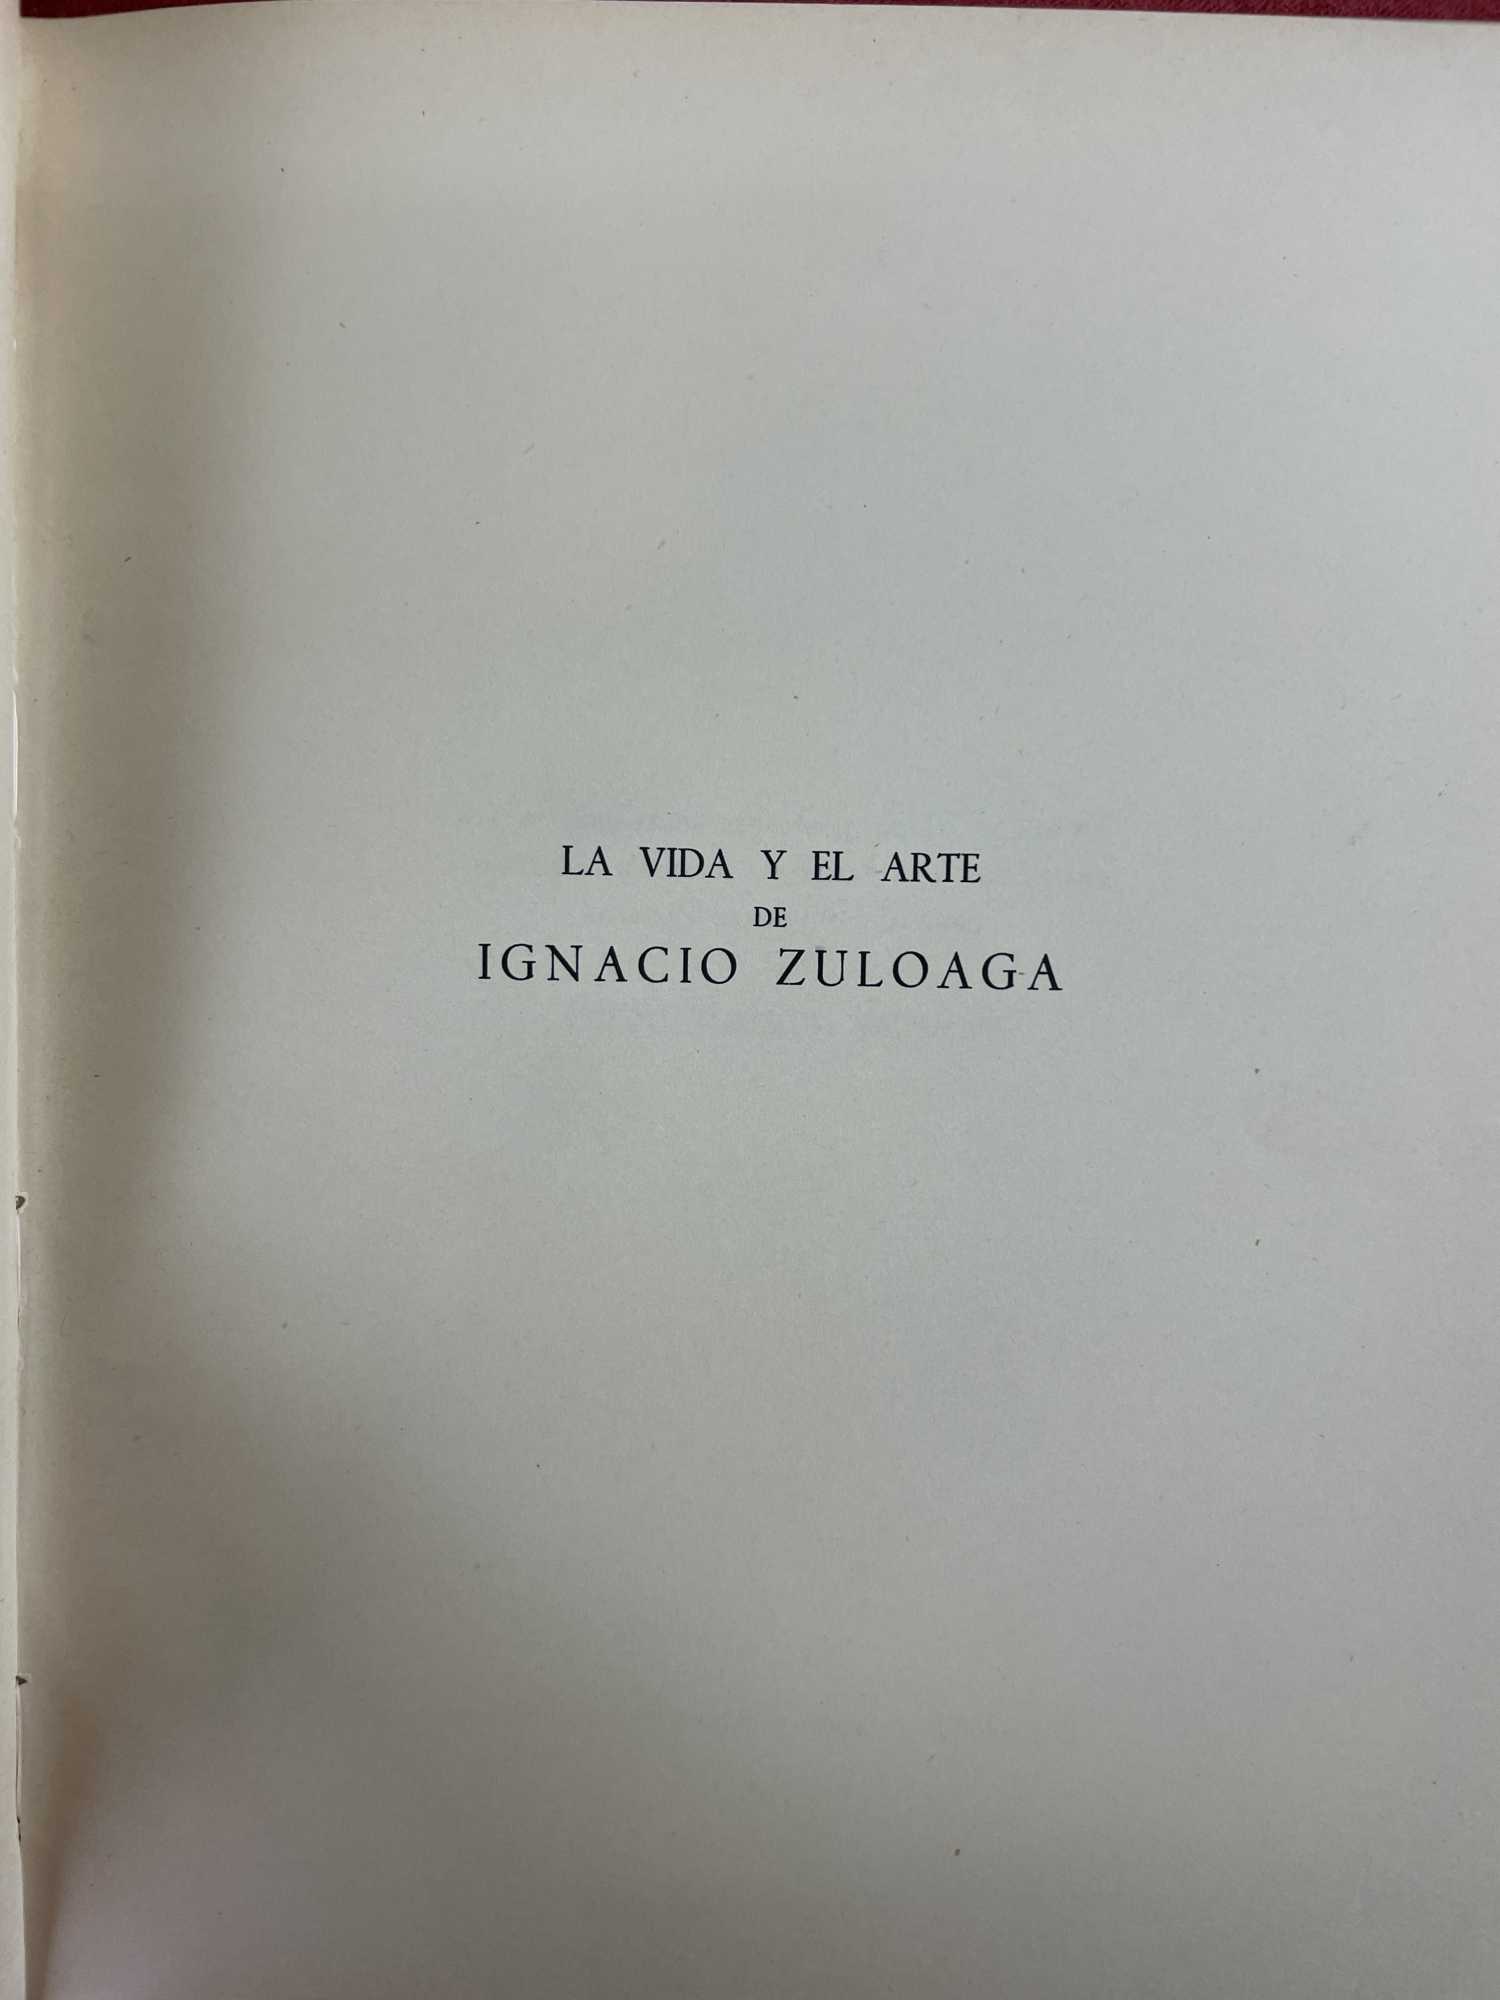 LA VIDA Y EL ARTE
DE
IGNACIO ZULOAGA